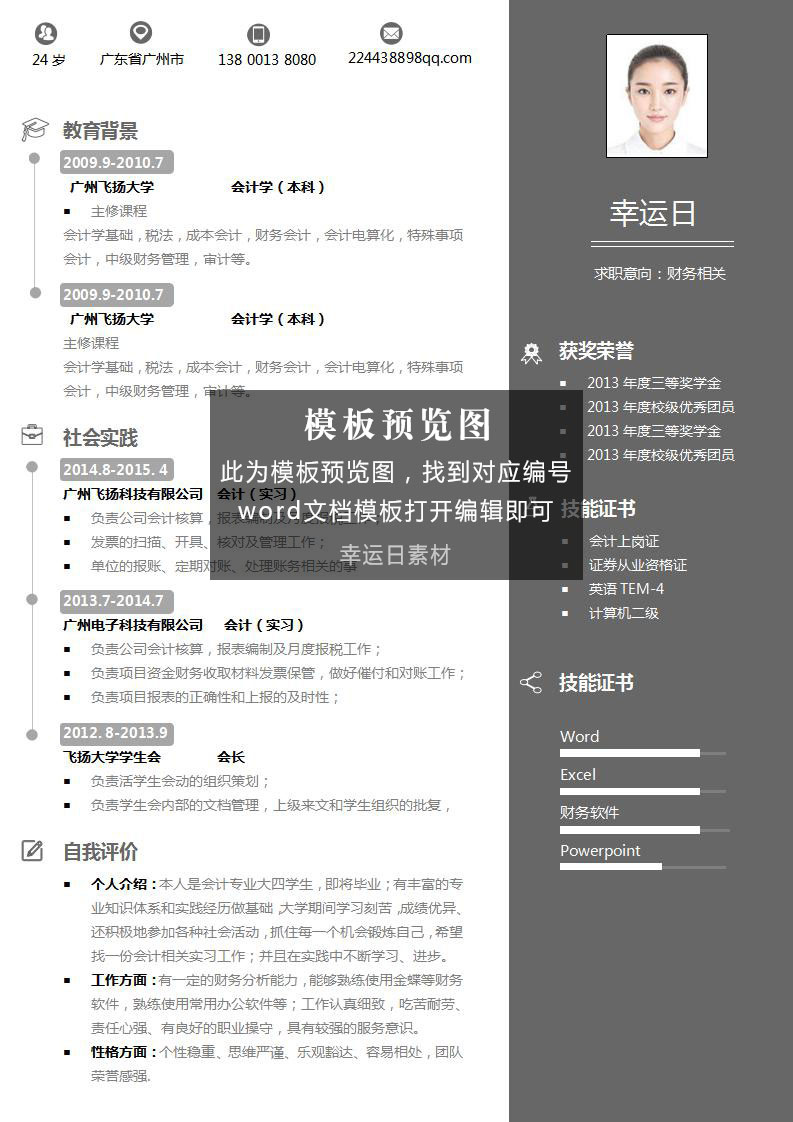 24 岁
广东省广州市
138 0013 8080
224438898qq.com
教育背景
2009.9-2010.7
广州飞扬大学 会计学（本科）
▪ 主修课程
会计学基础，税法，成本会计，财务会计，会计电算化，特殊事项
会计，中级财务管理，审计等。
2009.9-2010.7
广州飞扬大学 会计学（本科）
主修课程
会计学基础，税法，成本会计，财务会计，会计电算化，特殊事项
会计，中级财务管理，审计等。
社会实践
2014.8-2015. 4
广州飞扬科技有限公司 会计（实习）
▪ 负责公司会计核算，报表编制及月度报税工作；
▪ 发票的扫描、开具、核对及管理工作；
▪ 单位的报账、定期对账、处理账务相关的事
2013.7-2014.7
广州电子科技有限公司 会计（实习）
▪ 负责公司会计核算，报表编制及月度报税工作；
▪ 负责项目资金财务收取材料发票保管，做好催付和对账工作；
▪ 负责项目报表的正确性和上报的及时性；
2012. 8-2013.9
飞扬大学学生会 会长
▪ 负责活学生会动的组织策划；
▪ 负责学生会内部的文档管理，上级来文和学生组织的批复，
自我评价
▪ 个人介绍：本人是会计专业大四学生，即将毕业；有丰富的专
业知识体系和实践经历做基础，大学期间学习刻苦，成绩优异、
还积极地参加各种社会活动，抓住每一个机会锻炼自己，希望
找一份会计相关实习工作；并且在实践中不断学习、进步。
▪ 工作方面：有一定的财务分析能力，能够熟练使用金蝶等财务
软件，熟练使用常用办公软件等；工作认真细致，吃苦耐劳、
责任心强、有良好的职业操守，具有较强的服务意识。
▪ 性格方面：个性稳重、思维严谨、乐观豁达、容易相处，团队
荣誉感强.
幸运日
求职意向：财务相关
获奖荣誉
▪ 2013 年度三等奖学金
▪ 2013 年度校级优秀团员
▪ 2013 年度三等奖学金
▪ 2013 年度校级优秀团员
技能证书
▪ 会计上岗证
▪ 证券从业资格证
▪ 英语 TEM-4
▪ 计算机二级
技能证书
Word
Excel
财务软件
Powerpoint
模板预览图
此为模板预览图，找到对应编号
word文档模板打开编辑即可
幸运日素材